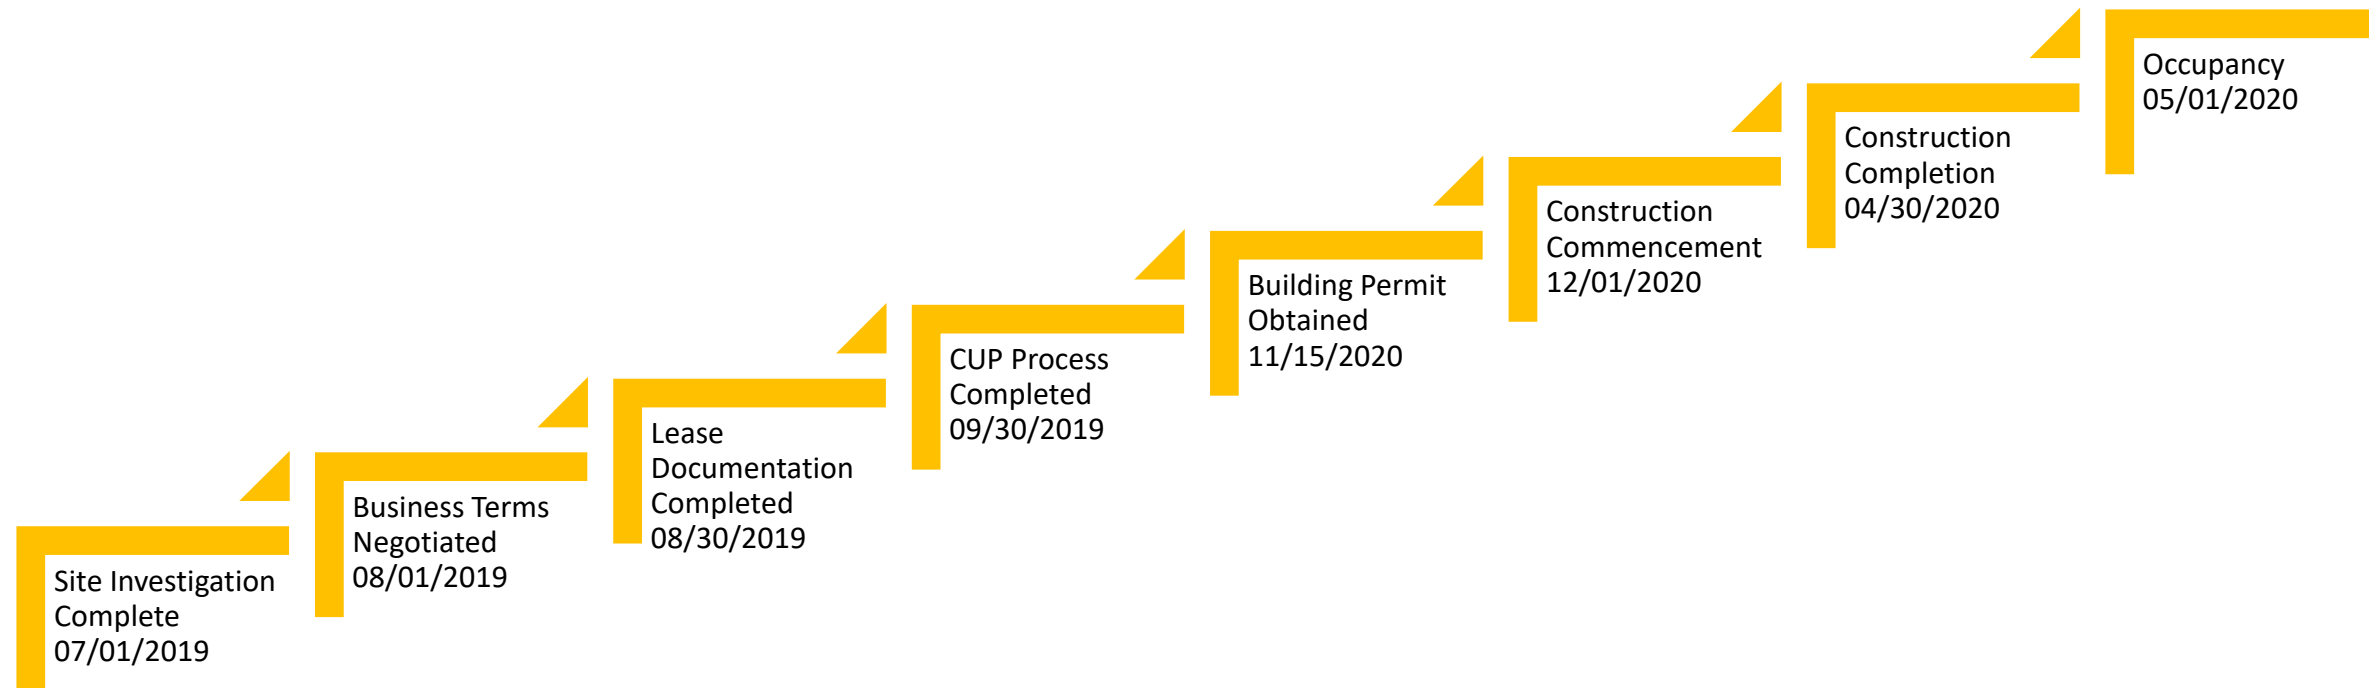 Site Investigation
Complete
07/01/2019
Business Terms
Negotiated
08/01/2019
Lease
Documentation
Completed
08/30/2019
CUP Process
Completed
09/30/2019
Building Permit
Obtained
11/15/2020
Construction
Commencement
12/01/2020
Construction
Completion
04/30/2020
Occupancy
05/01/2020